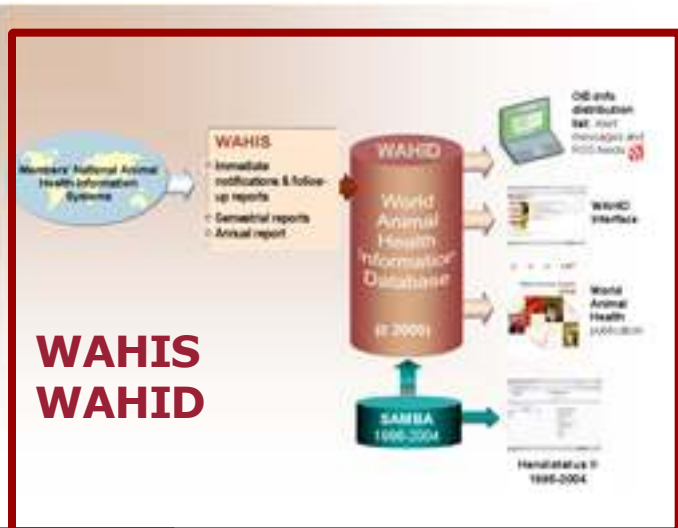 Members' National Animal
Health Information
Systems
WAHIS
Immediate
notifications & follow-
up reports
Semestrial reports
Annual report
WAHID
World
Animal
Health
Information
Database
SAMBA
1996-2004
OIE-info
distribution
list: Alert
messages and
RSS feeds
WAHID
Interface
World
Animal
Health
publication
Handistatus II
1996-2004
WAHIS
WAHID